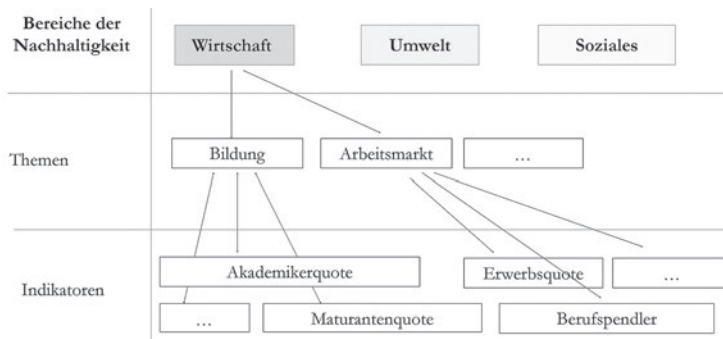 Bereiche der
Nachhaltigkeit
Wirtschaft
Umwelt
Soziales
Themen
Bildung
Arbeitsmarkt
...
Indikatoren
Akademikerquote
Erwerbsquote
...
...
Maturantenquote
Berufspendler